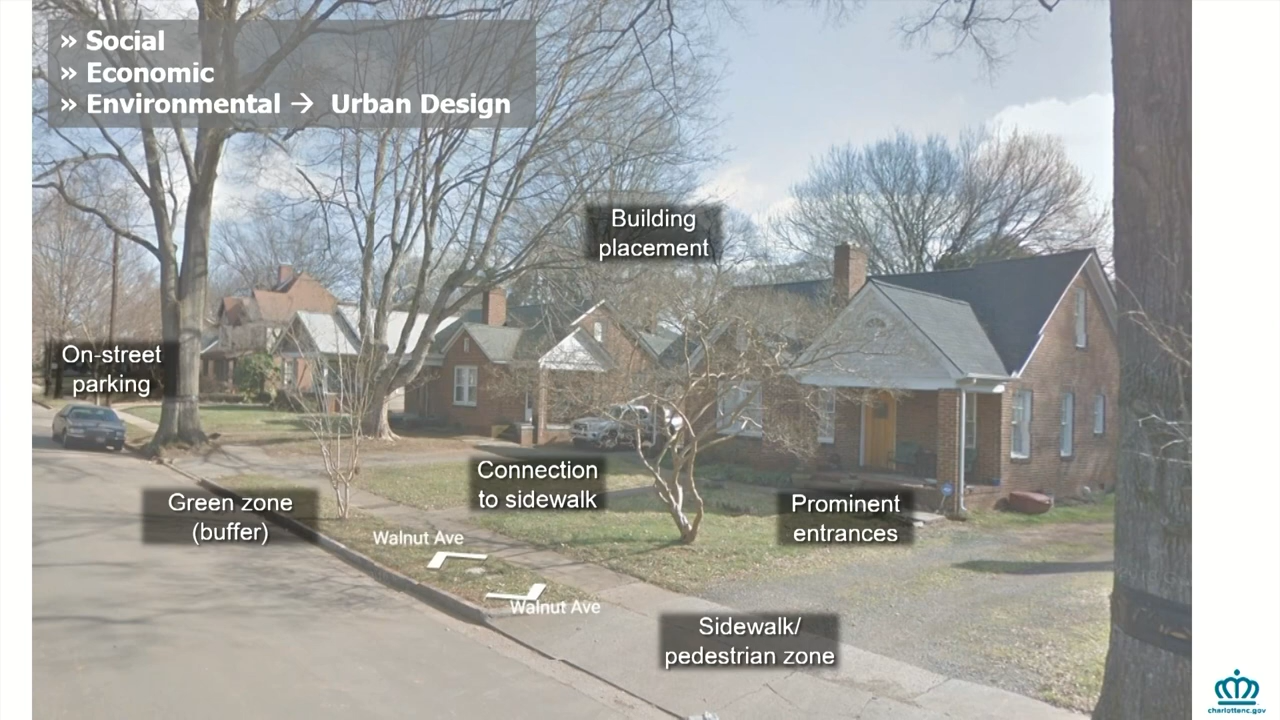 » Social
» Economic
» Environmental → Urban Design
Building
placement
On-street
parking
Connection
to sidewalk
Green zone
(buffer)
Prominent
entrances
Walnut Ave
Walnut Ave
Sidewalk/
pedestrian zone
charlottenc.gov